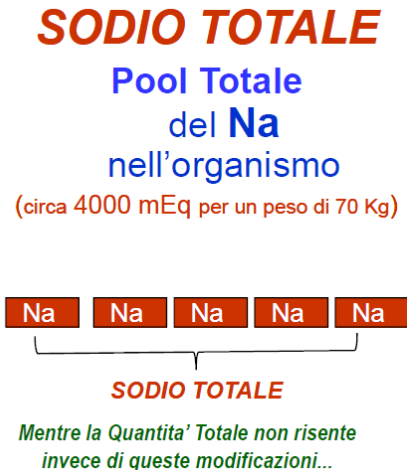 SODIO TOTALE
Pool Totale
del Na
nell'organismo
(circa 4000 mEq per un peso di 70 Kg)
Na Na Na Na Na
SODIO TOTALE
Mentre la Quantita' Totale non risente
invece di queste modificazioni...